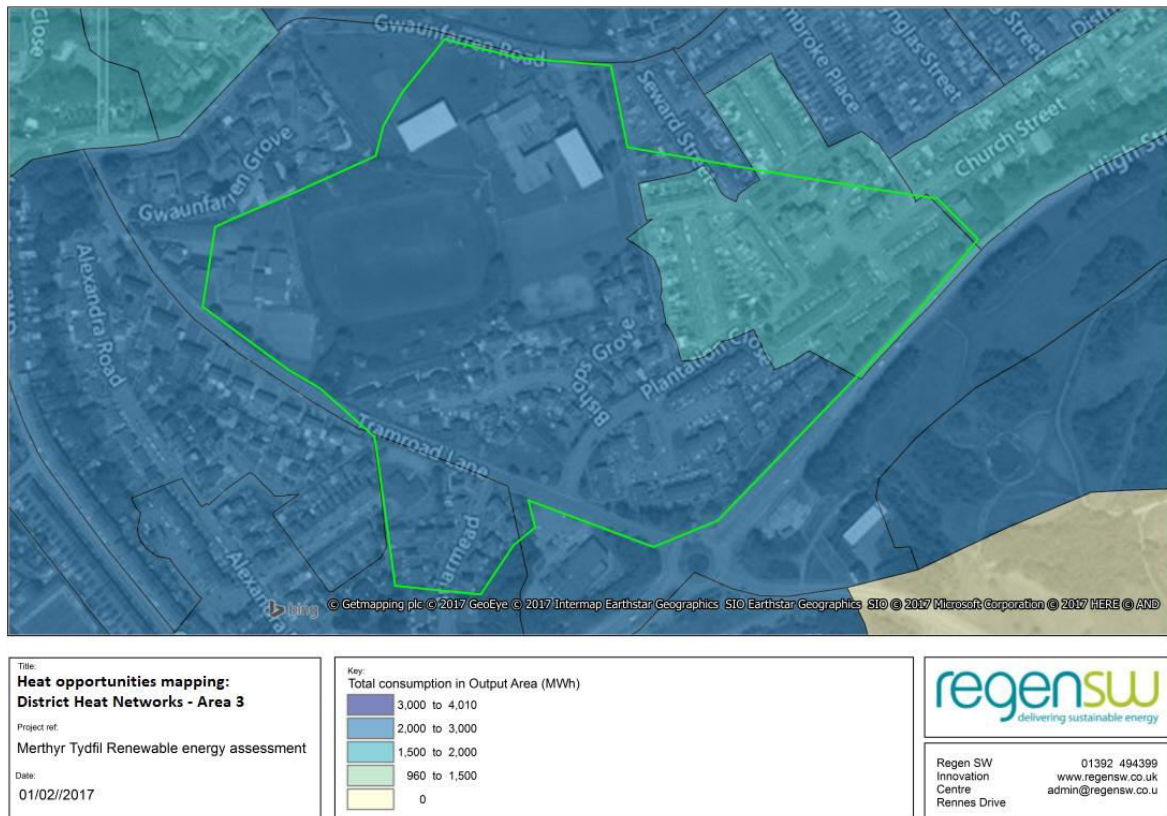 Close
Gwaunfarren Road
mbroke Place
Street
Church Street
High
Seward Street
Gwaunfarren Grove
Alexandra Road
Bishops Grove
Plantation Close
Tramroad Lane
Harmead
bing
© Getmapping plc © 2017 GeoEye © 2017 Intermap Earthstar Geographics SIO Earthstar Geographics SIO © 2017 Microsoft Corporation © 2017 HERE © AND
Title:
Heat opportunities mapping:
District Heat Networks - Area 3
Project ref:
Merthyr Tydfil Renewable energy assessment
Date:
01/02//2017
Key:
Total consumption in Output Area (MWh)
3,000 to 4,010
2,000 to 3,000
1,500 to 2,000
960 to 1,500
0
regensw
delivering sustainable energy
Regen SW 01392 494399
Innovation www.regensw.co.uk
Centre admin@regensw.co.u
Rennes Drive